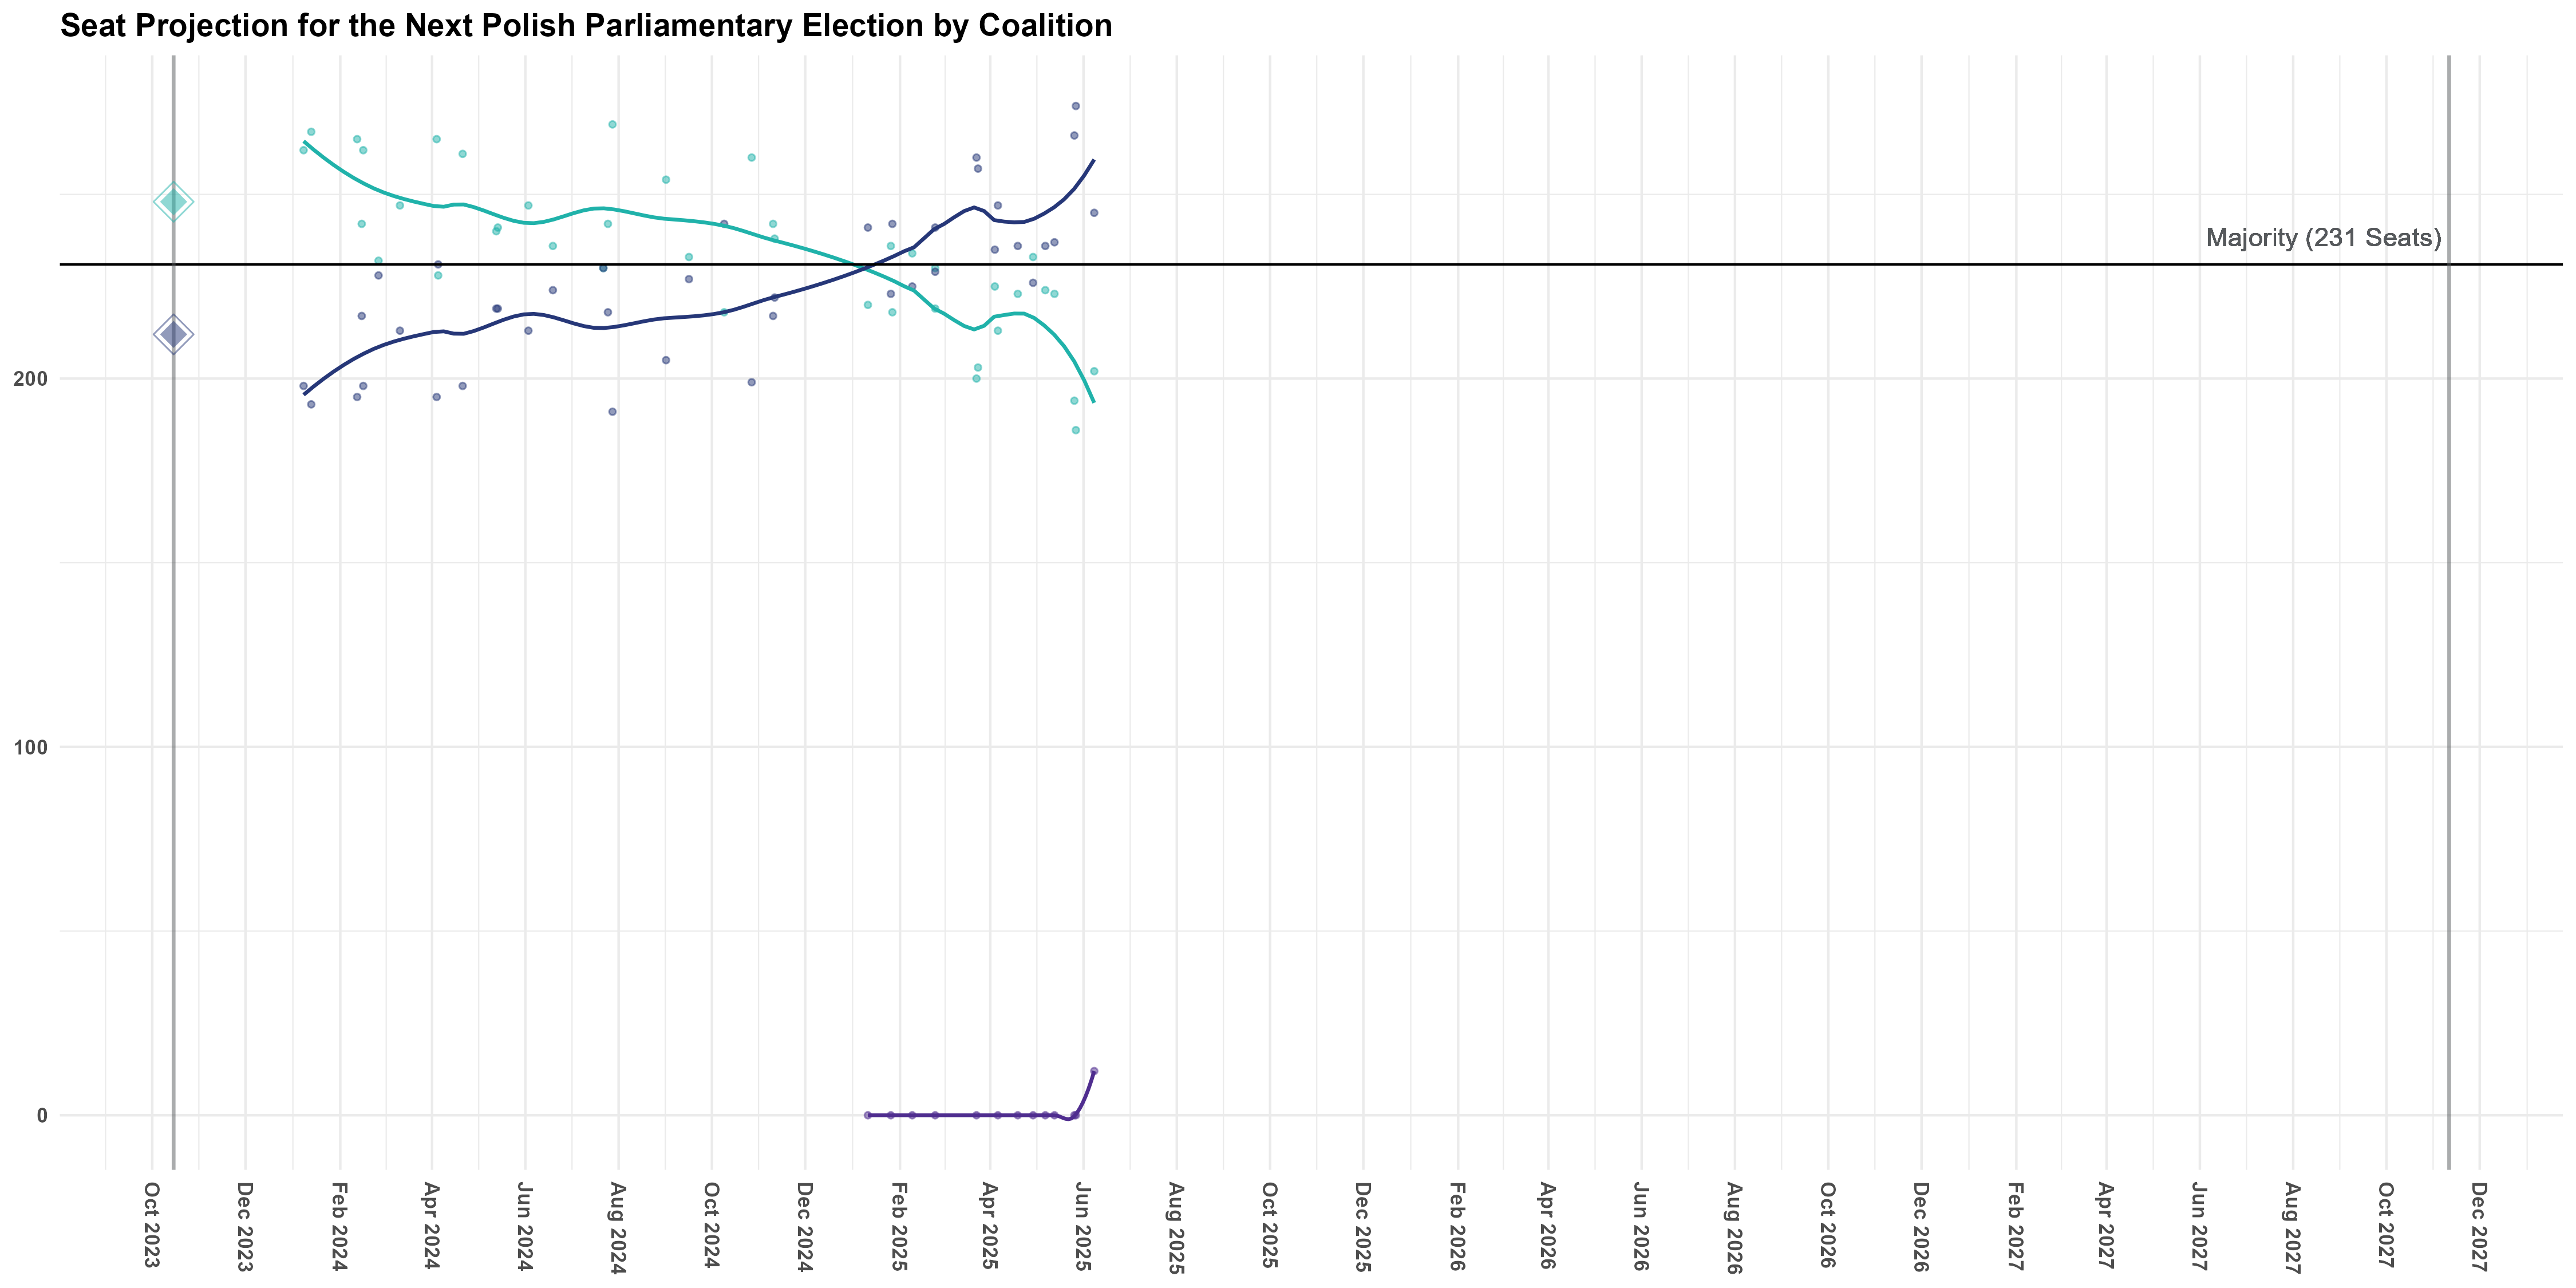 Seat Projection for the Next Polish Parliamentary Election by Coalition
Majority (231 Seats)
200
100
0
Oct 2023
Dec 2023
Feb 2024
Apr 2024
Jun 2024
Aug 2024
Oct 2024
Dec 2024
Feb 2025
Apr 2025
Jun 2025
Aug 2025
Oct 2025
Dec 2025
Feb 2026
Apr 2026
Jun 2026
Aug 2026
Oct 2026
Dec 2026
Feb 2027
Apr 2027
Jun 2027
Aug 2027
Oct 2027
Dec 2027